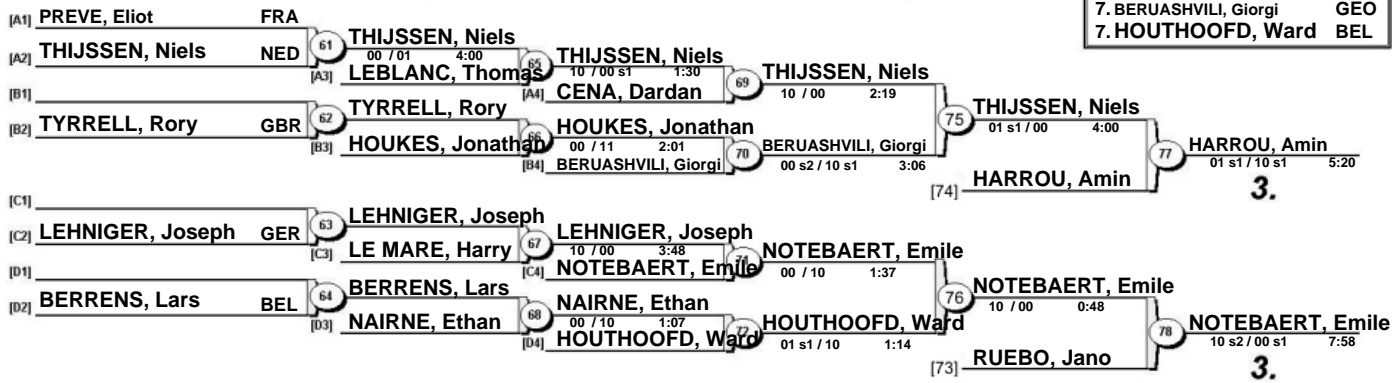 7. BERUASHVILI, Giorgi GEO
7. HOUTHOOFD, Ward BEL
[A1] PREVE, Eliot FRA
[A2] THIJSSEN, Niels NED
61
THIJSSEN, Niels
00 / 01 4:00
[A3] LEBLANC, Thomas
65
THIJSSEN, Niels
10 / 00 s1 1:30
[A4] CENA, Dardan
69
THIJSSEN, Niels
10 / 00 2:19
[B1]
[B2] TYRRELL, Rory GBR
62
TYRRELL, Rory
[B3] HOUKES, Jonathan
66
HOUKES, Jonathan
00 / 11 2:01
[B4] BERUASHVILI, Giorgi
70
BERUASHVILI, Giorgi
00 s2 / 10 s1 3:06
75
THIJSSEN, Niels
01 s1 / 00 4:00
[74] HARROU, Amin
77
HARROU, Amin
01 s1 / 10 s1 5:20
3.
[C1]
[C2] LEHNIGER, Joseph GER
63
LEHNIGER, Joseph
[C3] LE MARE, Harry
67
LEHNIGER, Joseph
10 / 00 3:48
[C4] NOTEBAERT, Emile
71
NOTEBAERT, Emile
00 / 10 1:37
[D1]
[D2] BERRENS, Lars BEL
64
BERRENS, Lars
[D3] NAIRNE, Ethan
68
NAIRNE, Ethan
00 / 10 1:07
[D4] HOUTHOOFD, Ward
72
HOUTHOOFD, Ward
01 s1 / 10 1:14
76
NOTEBAERT, Emile
10 / 00 0:48
[73] RUEBO, Jano
78
NOTEBAERT, Emile
10 s2 / 00 s1 7:58
3.